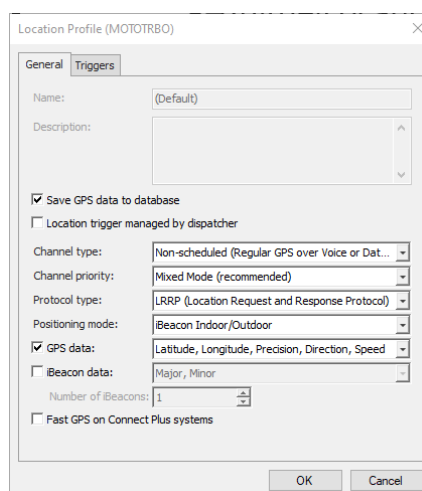 Location Profile (MOTOTRBO)
General Triggers
Name: (Default)
Description:
Save GPS data to database
Location trigger managed by dispatcher
Channel type: Non-scheduled (Regular GPS over Voice or Dat...
Channel priority: Mixed Mode (recommended)
Protocol type: LRRP (Location Request and Response Protocol)
Positioning mode: iBeacon Indoor/Outdoor
GPS data: Latitude, Longitude, Precision, Direction, Speed
iBeacon data: Major, Minor
Number of iBeacons: 1
Fast GPS on Connect Plus systems
OK Cancel